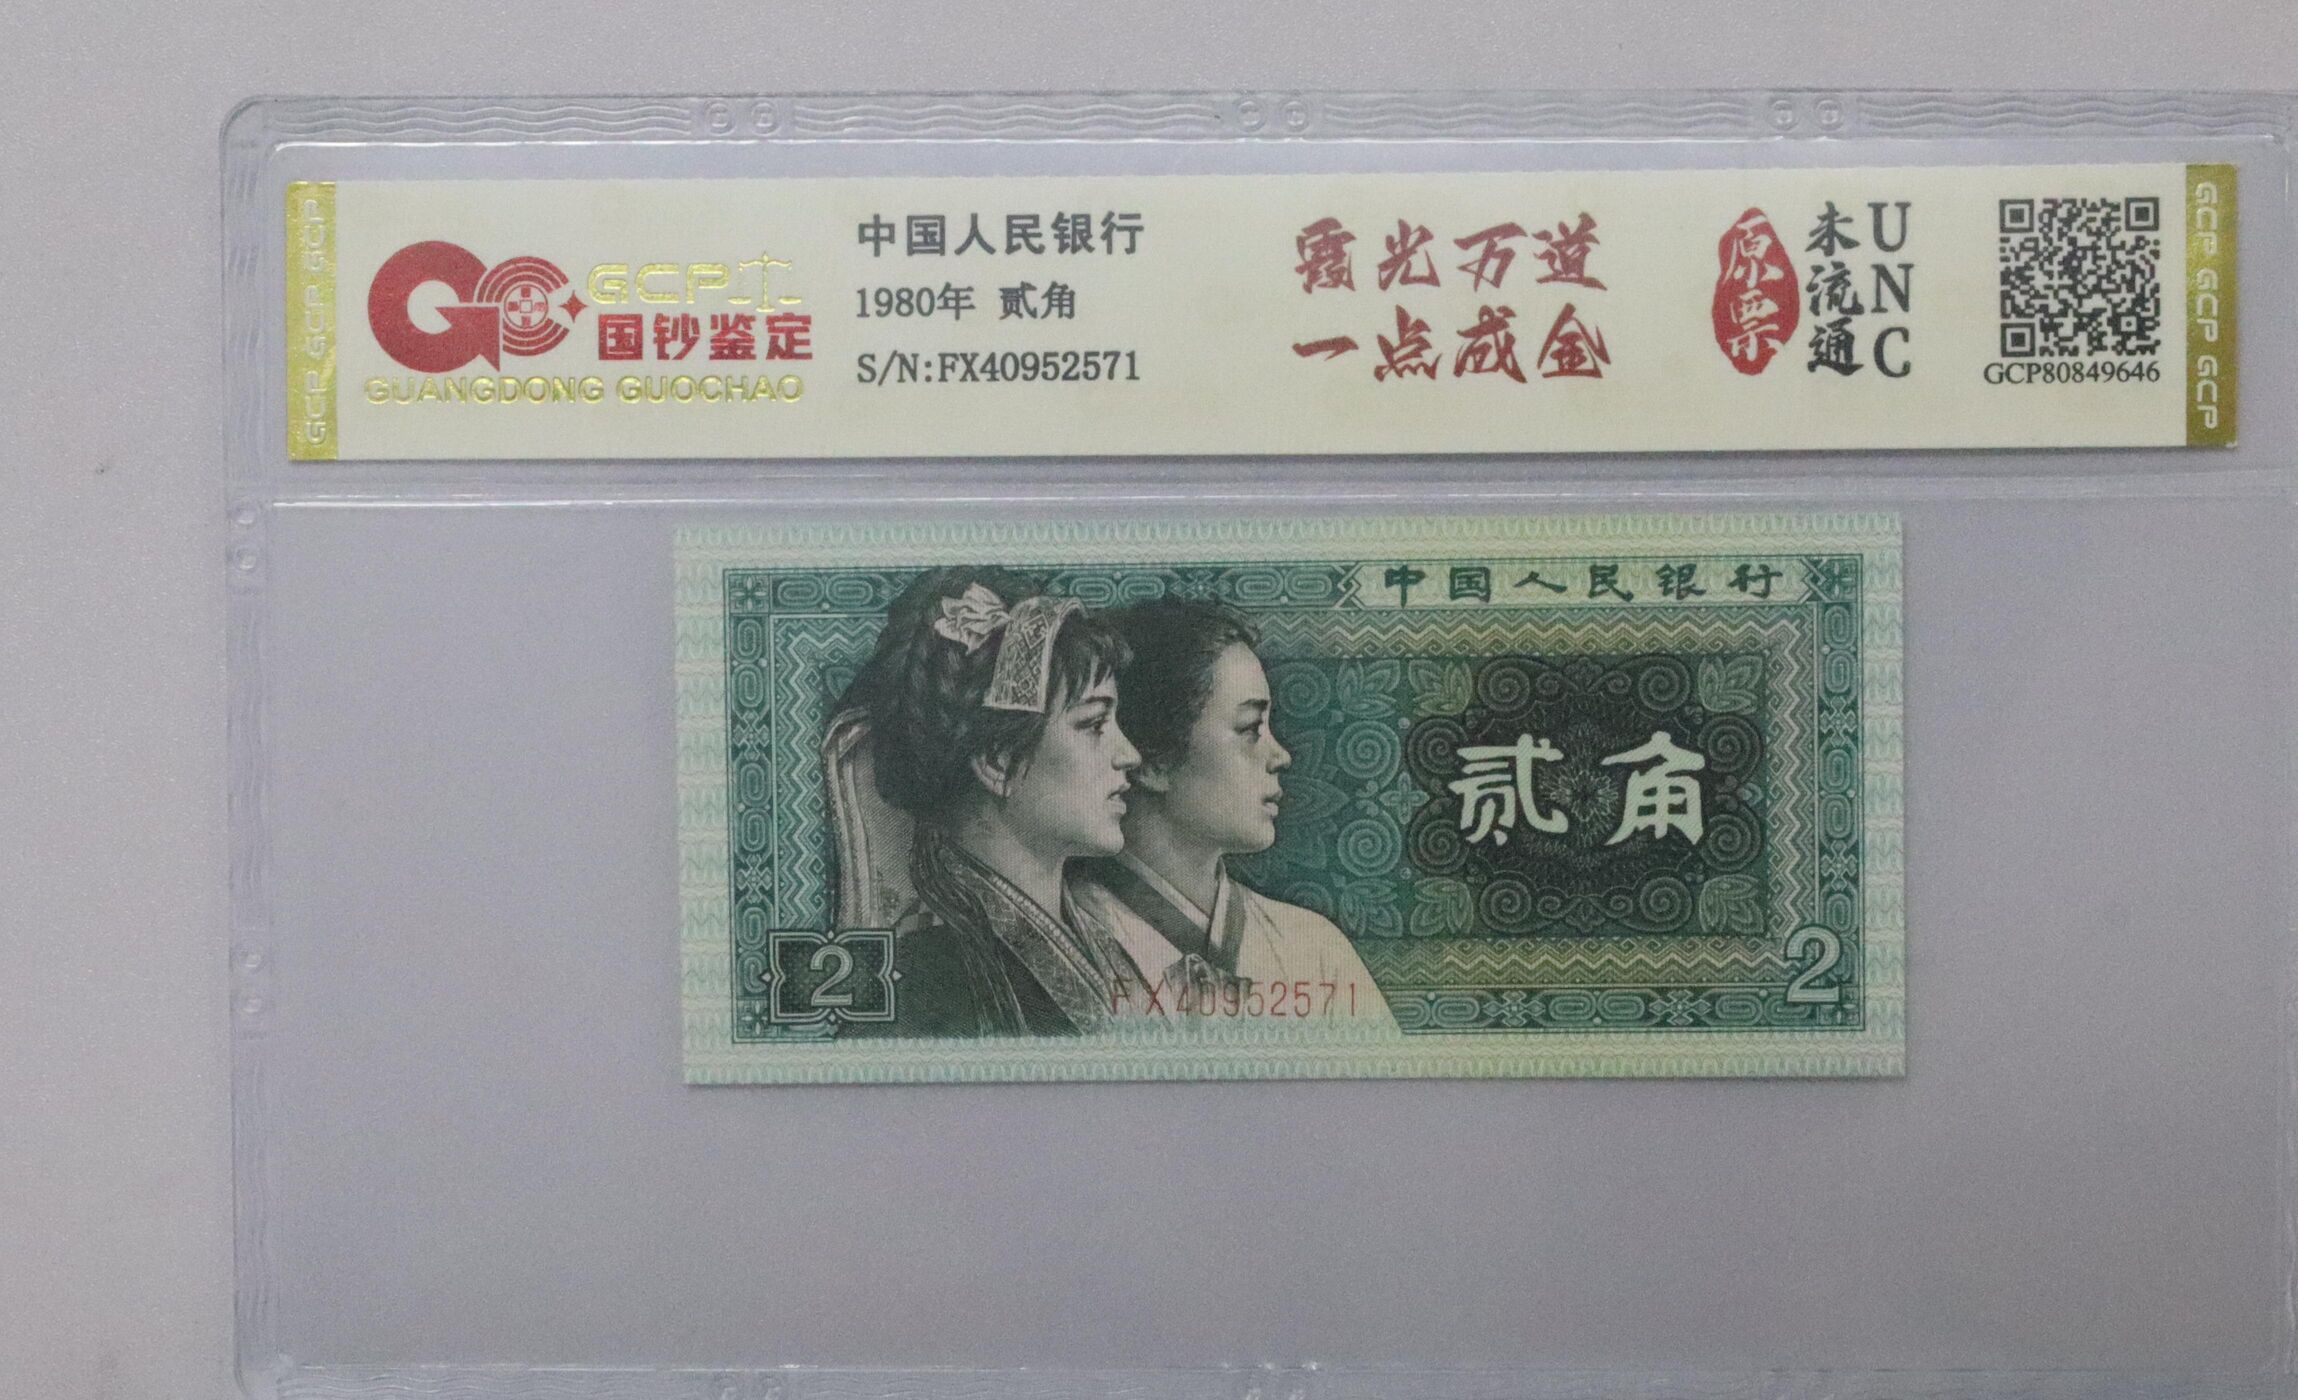 GCP GCP GCP
GCP
国钞鉴定
GUANGDONG GUOCHAO
中国人民银行
1980年 贰角
S/N:FX40952571
霞光万道
一点成金
原票
未流通
UNC
GCP80849646
GCP GCP GCP
中国人民银行
贰角
2
2
FX40952571